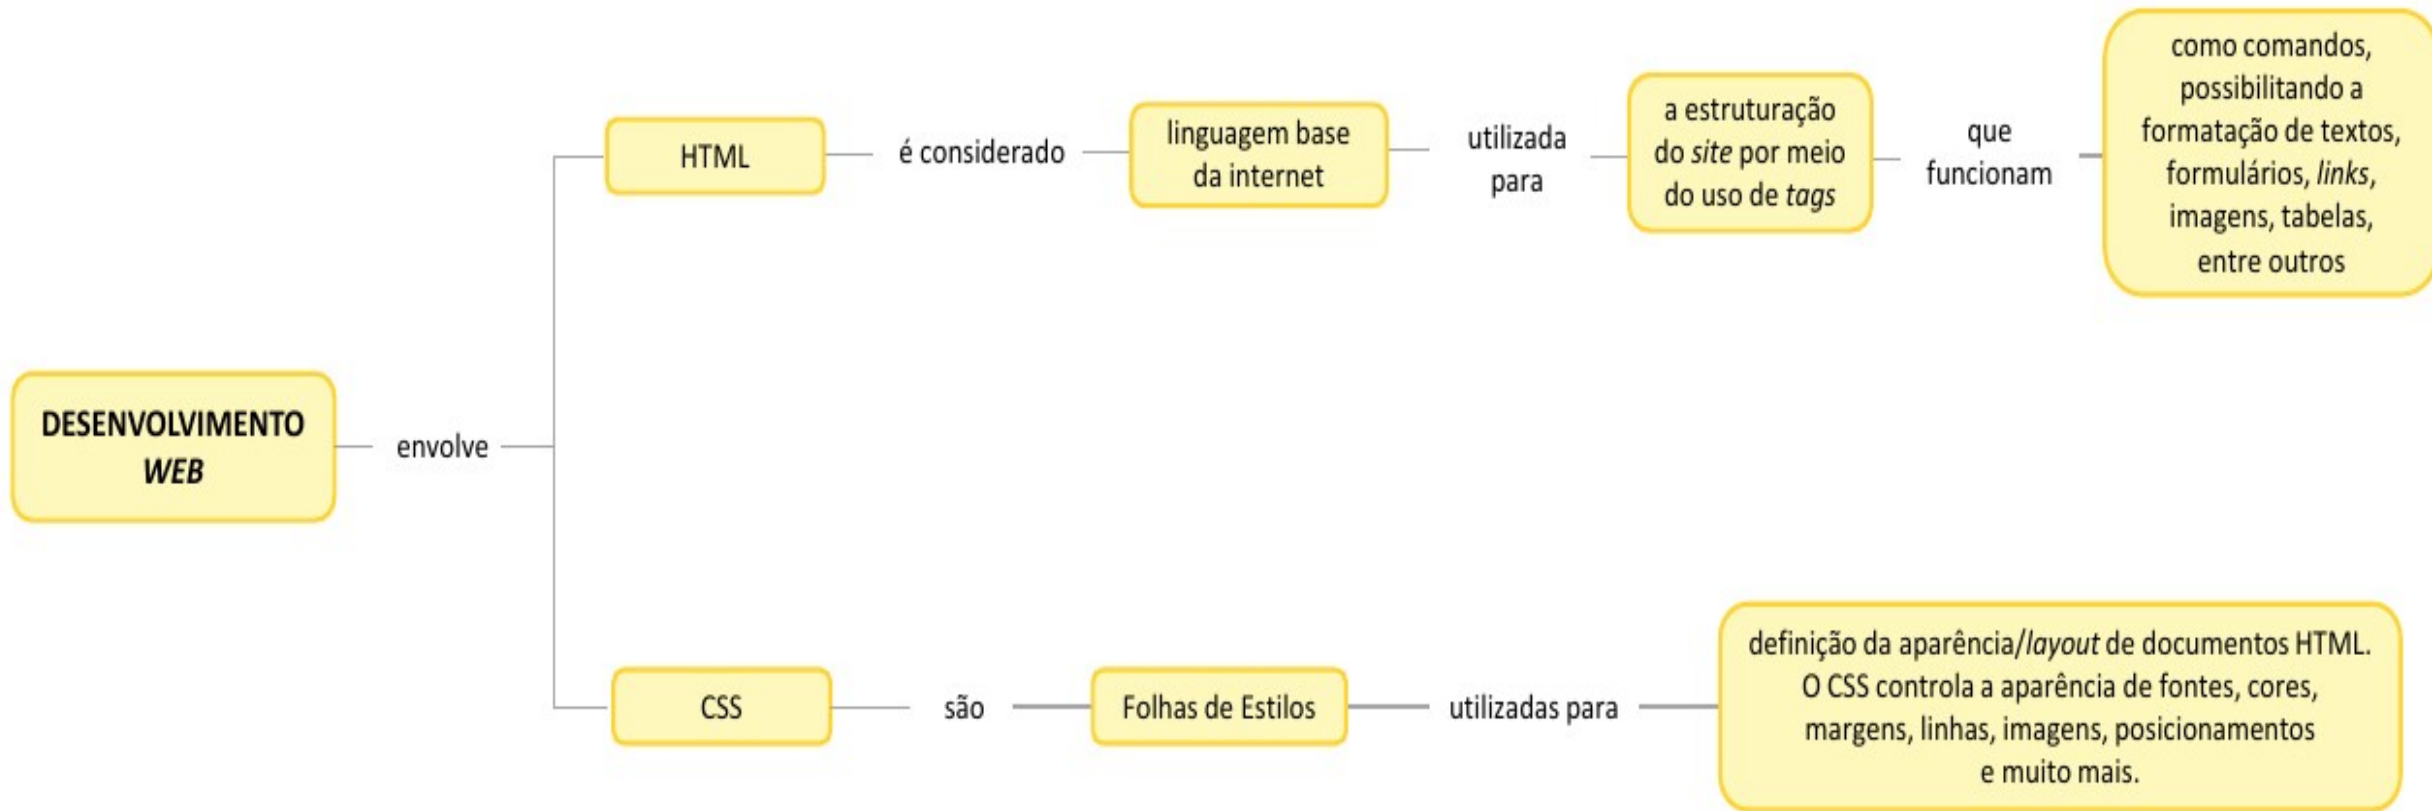 DESENVOLVIMENTO
WEB
envolve
HTML
é considerado
linguagem base
da internet
utilizada
para
a estruturação
do site por meio
do uso de tags
que
funcionam
como comandos,
possibilitando a
formatação de textos,
formulários, links,
imagens, tabelas,
entre outros
CSS
são
Folhas de Estilos
utilizadas para
definição da aparência/layout de documentos HTML.
O CSS controla a aparência de fontes, cores,
margens, linhas, imagens, posicionamentos
e muito mais.